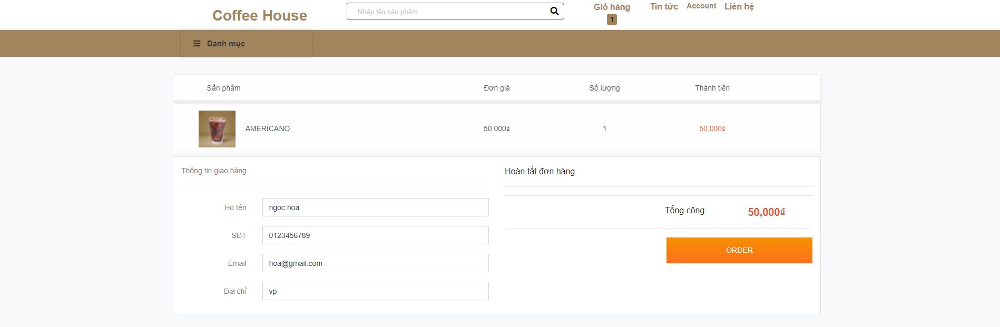 Coffee House
Nhập tên sản phẩm...
Giỏ hàng
1
Tin tức
Account
Liên hệ
Danh mục
Sản phẩm Đơn giá Số lượng Thành tiền
AMERICANO 50,000₫ 1 50,000₫
Thông tin giao hàng
Họ tên ngọc hoa
SĐT 0123456789
Email hoa@gmail.com
Địa chỉ vp
Hoàn tất đơn hàng
Tổng cộng 50,000₫
ORDER